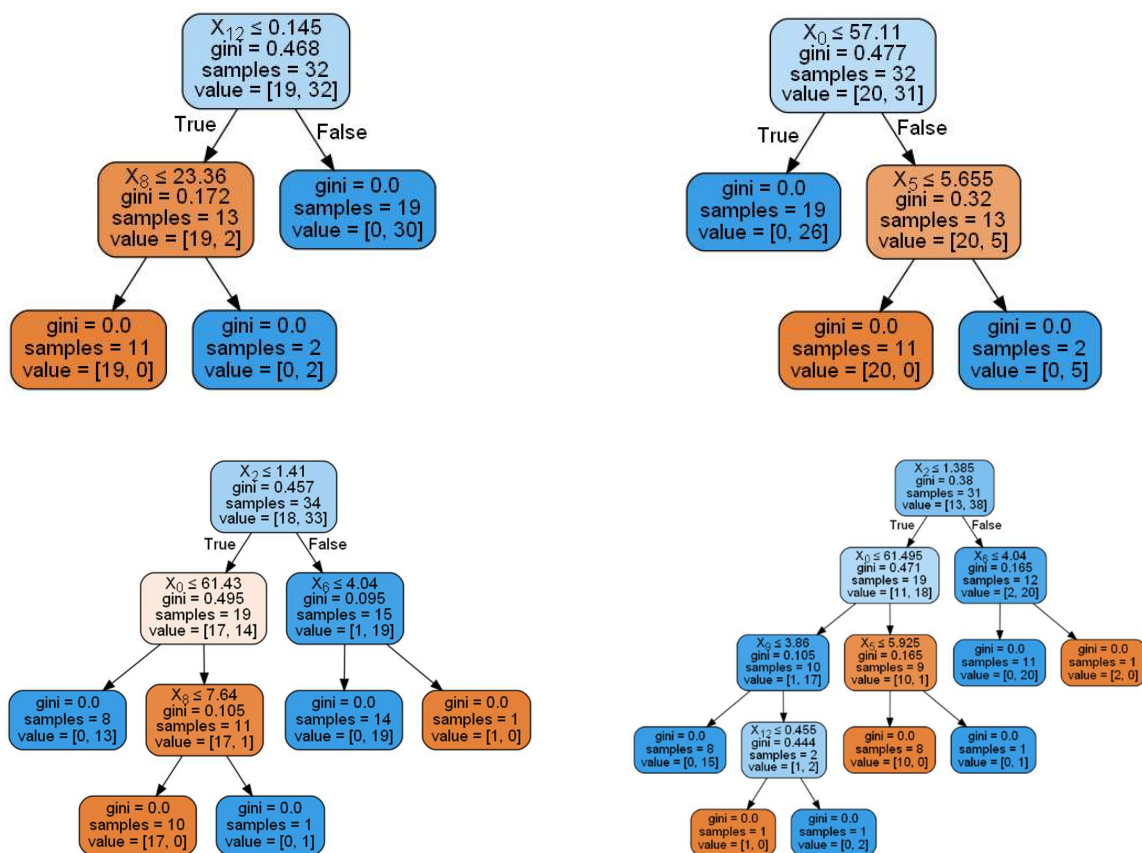 X12 ≤ 0.145
gini = 0.468
samples = 32
value = [19, 32]
True
False
X8 ≤ 23.36
gini = 0.172
samples = 13
value = [19, 2]
gini = 0.0
samples = 19
value = [0, 30]
gini = 0.0
samples = 11
value = [19, 0]
gini = 0.0
samples = 2
value = [0, 2]
X0 ≤ 57.11
gini = 0.477
samples = 32
value = [20, 31]
True
False
gini = 0.0
samples = 19
value = [0, 26]
X5 ≤ 5.655
gini = 0.32
samples = 13
value = [20, 5]
gini = 0.0
samples = 11
value = [20, 0]
gini = 0.0
samples = 2
value = [0, 5]
X2 ≤ 1.41
gini = 0.457
samples = 34
value = [18, 33]
True
False
X0 ≤ 61.43
gini = 0.495
samples = 19
value = [17, 14]
X6 ≤ 4.04
gini = 0.095
samples = 15
value = [1, 19]
gini = 0.0
samples = 8
value = [0, 13]
X8 ≤ 7.64
gini = 0.105
samples = 11
value = [17, 1]
gini = 0.0
samples = 14
value = [0, 19]
gini = 0.0
samples = 1
value = [1, 0]
gini = 0.0
samples = 10
value = [17, 0]
gini = 0.0
samples = 1
value = [0, 1]
X2 ≤ 1.385
gini = 0.38
samples = 31
value = [13, 38]
True
False
X0 ≤ 61.495
gini = 0.471
samples = 19
value = [11, 18]
X6 ≤ 4.04
gini = 0.165
samples = 12
value = [2, 20]
X9 ≤ 3.86
gini = 0.105
samples = 10
value = [1, 17]
X5 ≤ 5.925
gini = 0.165
samples = 9
value = [10, 1]
gini = 0.0
samples = 11
value = [0, 20]
gini = 0.0
samples = 1
value = [2, 0]
gini = 0.0
samples = 8
value = [0, 15]
X12 ≤ 0.455
gini = 0.444
samples = 2
value = [1, 2]
gini = 0.0
samples = 8
value = [10, 0]
gini = 0.0
samples = 1
value = [0, 1]
gini = 0.0
samples = 1
value = [1, 0]
gini = 0.0
samples = 1
value = [0, 2]